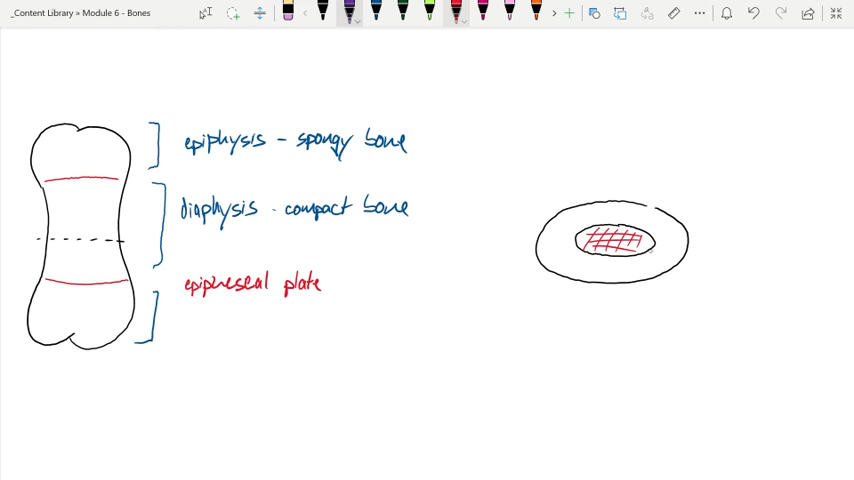 _Content Library » Module 6 - Bones
epiphysis - spongy bone
diaphysis - compact bone
epipheseal plate